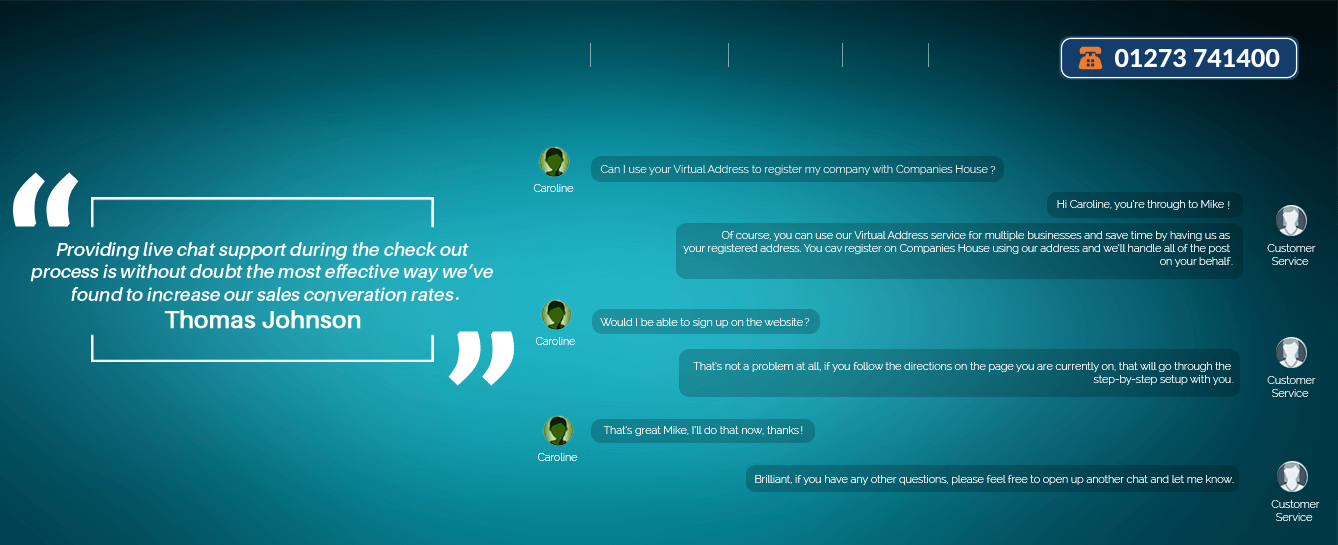 01273 741400
Providing live chat support during the check out
process is without doubt the most effective way we've
found to increase our sales converation rates.
Thomas Johnson
Caroline
Can I use your Virtual Address to register my company with Companies House ?
Hi Caroline, you're through to Mike !
Of course, you can use our Virtual Address service for multiple businesses and save time by having us as
your registered address. You cav register on Companies House using our address and we'll handle all of the post
on your behalf.
Customer
Service
Caroline
Would I be able to sign up on the website?
That's not a problem at all, if you follow the directions on the page you are currently on, that will go through the
step-by-step setup with you.
Customer
Service
Caroline
That's great Mike, I'll do that now, thanks!
Brilliant, if you have any other questions, please feel free to open up another chat and let me know.
Customer
Service